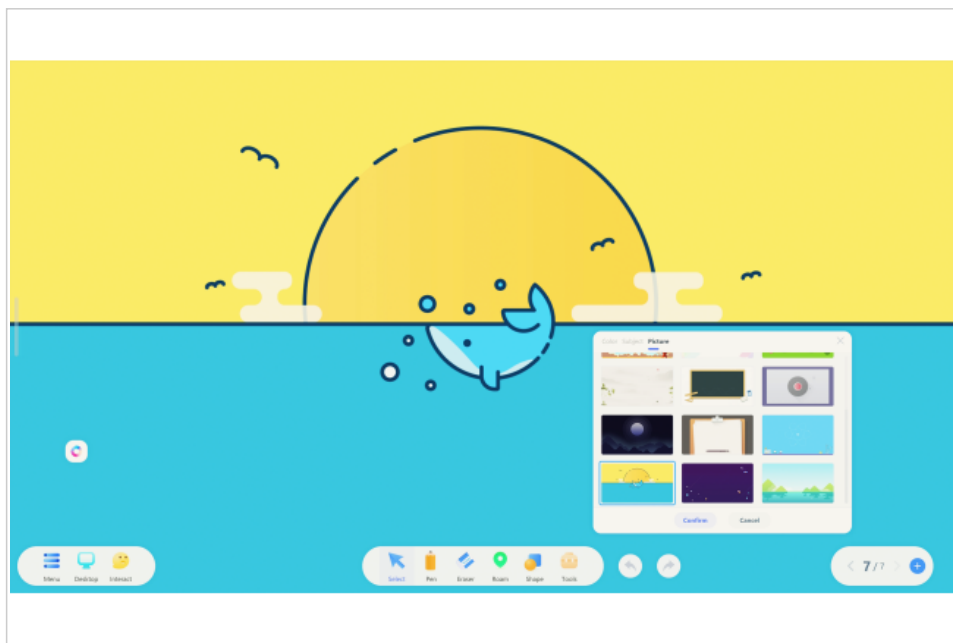 Color Subject Picture
Confirm Cancel
Menu Desktop Interact
Select Pen Eraser Roam Shape Tools
7/7